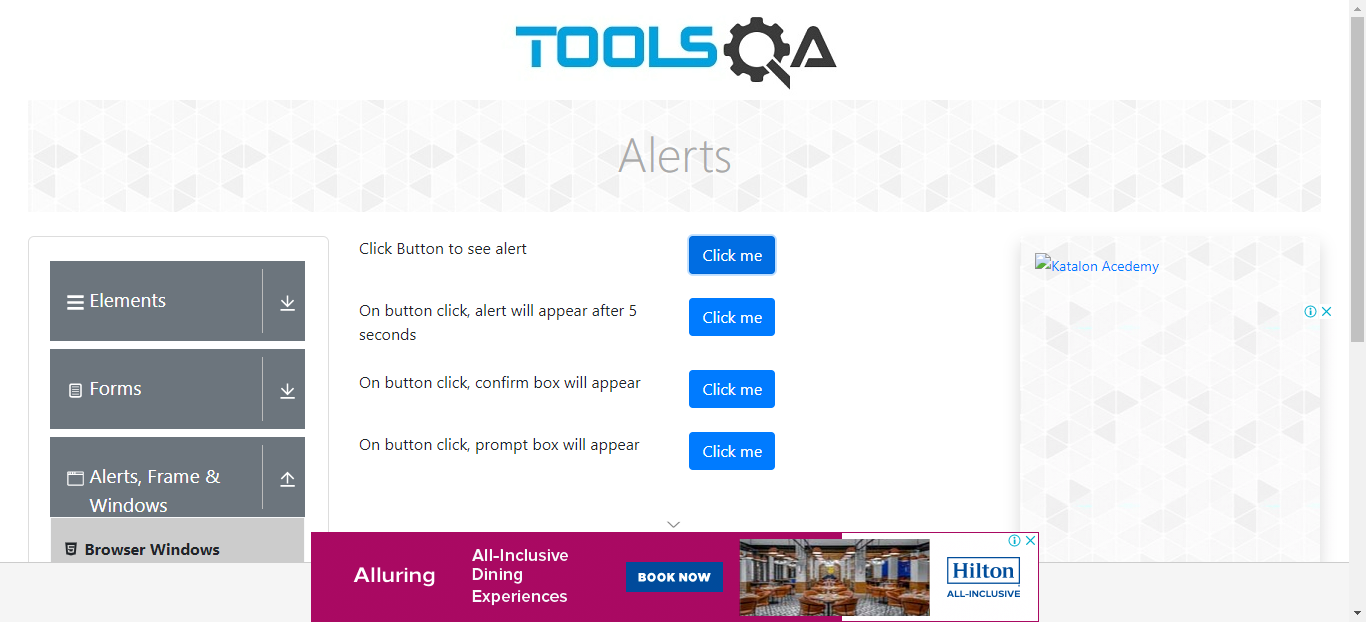 TOOLSQA
Alerts
Elements
Forms
Alerts, Frame &
Windows
Browser Windows
Click Button to see alert
Click me
On button click, alert will appear after 5
seconds
Click me
On button click, confirm box will appear
Click me
On button click, prompt box will appear
Click me
Katalon Acedemy
Alluring
All-Inclusive
Dining
Experiences
BOOK NOW
Hilton
ALL-INCLUSIVE